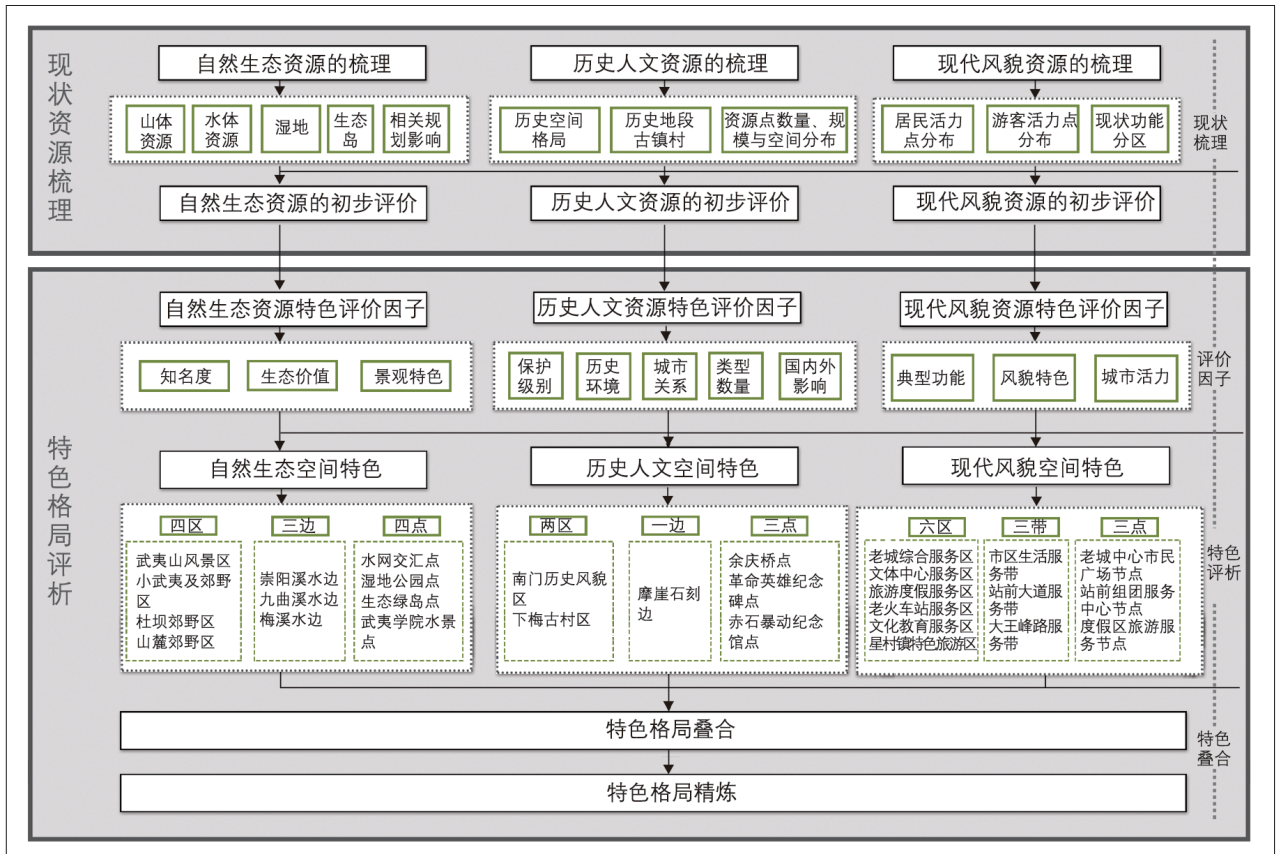 现状资源梳理
自然生态资源的梳理
历史人文资源的梳理
现代风貌资源的梳理
山体
资源
水体
资源
湿地
生态
岛
相关规
划影响
历史空间
格局
历史地段
古镇村
资源点数量、规
模与空间分布
居民活力
点分布
游客活力点
分布
现状功能
分区
现状
梳理
自然生态资源的初步评价
历史人文资源的初步评价
现代风貌资源的初步评价
特色格局评析
自然生态资源特色评价因子
历史人文资源特色评价因子
现代风貌资源特色评价因子
知名度
生态价值
景观特色
保护
级别
历史
环境
城市
关系
类型
数量
国内外
影响
典型功能
风貌特色
城市活力
评价
因子
自然生态空间特色
历史人文空间特色
现代风貌空间特色
四区
武夷山风景区
小武夷及郊野
区
杜坝郊野区
山麓郊野区
三边
崇阳溪水边
九曲溪水边
梅溪水边
四点
水网交汇点
湿地公园点
生态绿岛点
武夷学院水景
点
两区
南门历史风貌
区
下梅古村区
一边
摩崖石刻
边
三点
余庆桥点
革命英雄纪念
碑点
赤石暴动纪念
馆点
六区
老城综合服务区
文体中心服务区
旅游度假服务区
老火车站服务区
文化教育服务区
星村镇特色旅游区
三带
市区生活服
务带
站前大道服
务带
大王峰路服
务带
三点
老城中心市民
广场节点
站前组团服务
中心节点
度假区旅游服
务节点
特色
评析
特色格局叠合
特色格局精炼
特色
叠合